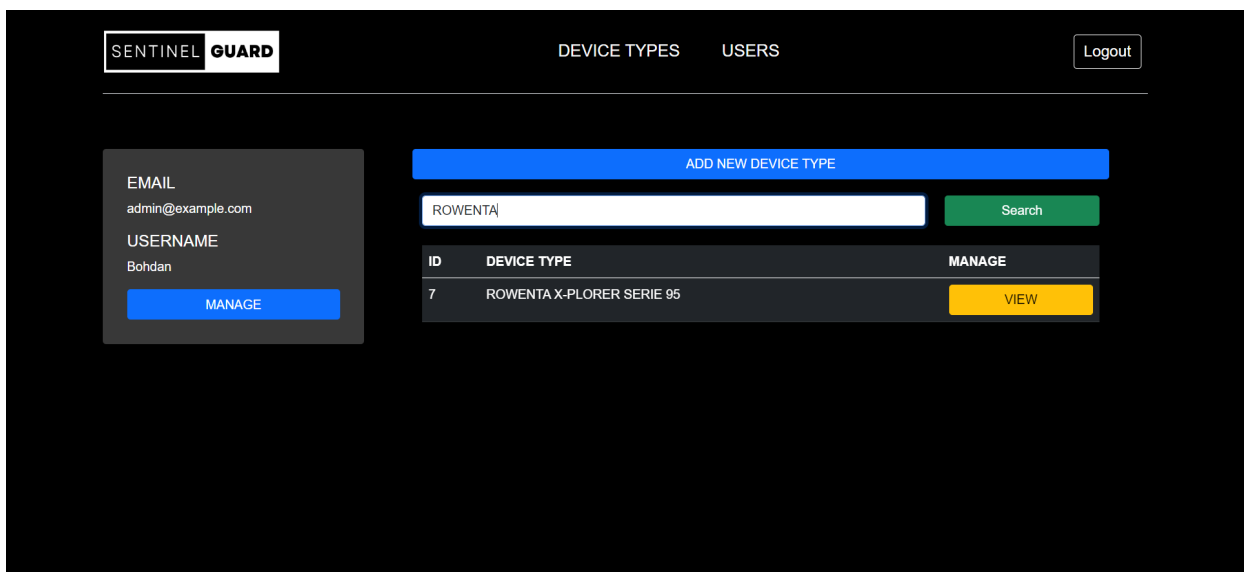 SENTINEL GUARD
DEVICE TYPES USERS
Logout
EMAIL
admin@example.com
USERNAME
Bohdan
MANAGE
ADD NEW DEVICE TYPE
ROWENTA Search
ID DEVICE TYPE MANAGE
7 ROWENTA X-PLORER SERIE 95 VIEW